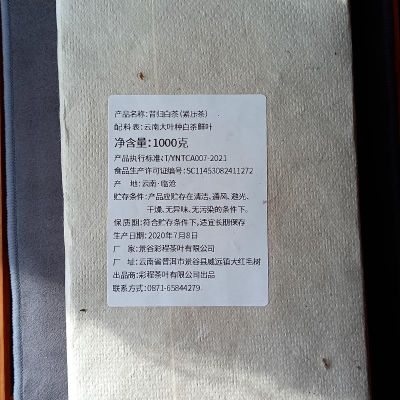 产品名称:昔归白茶(紧压茶)
配料表:云南大叶种白茶鲜叶
净含量:1000克
产品执行标准:T/YNTCA007-2021
食品生产许可证编号:SC11453082411272
产 地:云南·临沧
贮存条件:产品应贮存在清洁、通风、避光、
干燥、无异味、无污染的条件下。
保质期:符合贮存条件下,适宜长期保存
生产日期:2020年7月8日
厂 家:景谷彩程茶叶有限公司
厂 址:云南省普洱市景谷县威远镇大红毛树
出品商:彩程茶叶有限公司出品
联系方式:0871-65844279